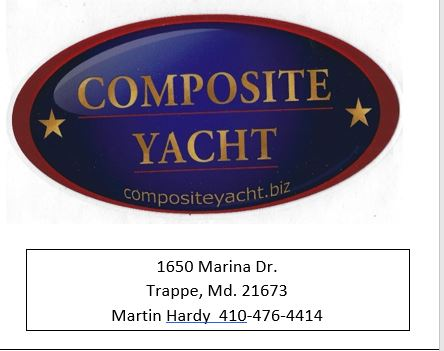 COMPOSITE
YACHT
compositeyacht.biz
1650 Marina Dr.
Trappe, Md. 21673
Martin Hardy  410-476-4414